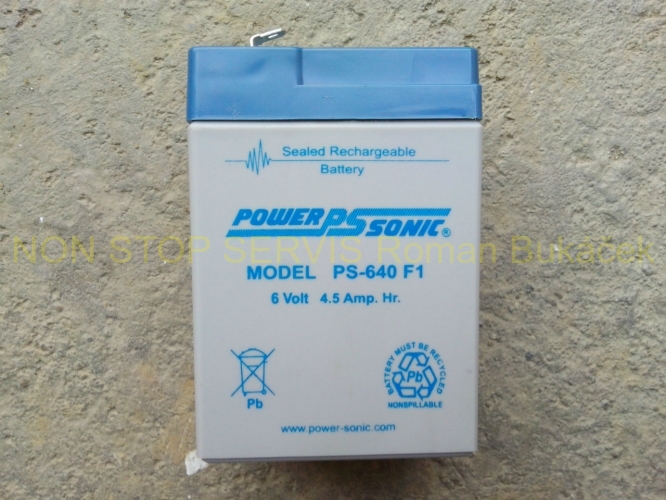 Sealed Rechargeable
Battery
POWER PS SONIC®
NON STOP SERVIS Roman Bukáček
MODEL PS-640 F1
6 Volt 4.5 Amp. Hr.
Pb
BATTERY MUST BE RECYCLED
Pb
NONSPILLABLE
www.power-sonic.com